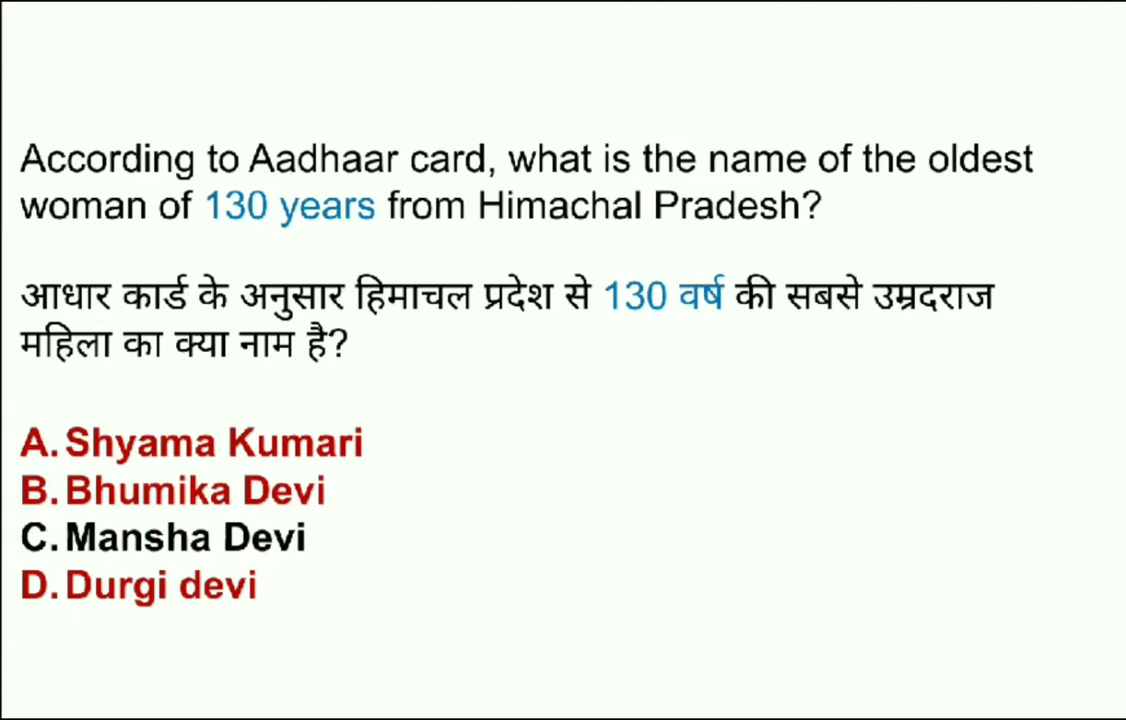 According to Aadhaar card, what is the name of the oldest
woman of 130 years from Himachal Pradesh?
आधार कार्ड के अनुसार हिमाचल प्रदेश से 130 वर्ष की सबसे उम्रदराज
महिला का क्या नाम है?
A. Shyama Kumari
B. Bhumika Devi
C. Mansha Devi
D. Durgi devi